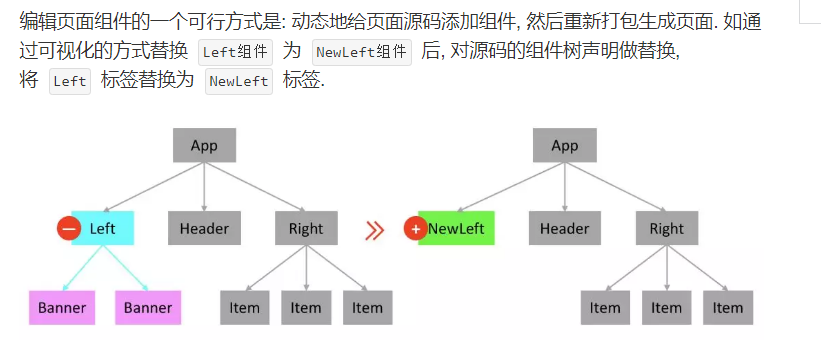 编辑页面组件的一个可行方式是: 动态地给页面源码添加组件, 然后重新打包生成页面. 如通
过可视化的方式替换 Left组件 为 NewLeft组件 后, 对源码的组件树声明做替换,
将 Left 标签替换为 NewLeft 标签.
App App
Left Header Right NewLeft Header Right
Banner Banner Item Item Item Item Item Item